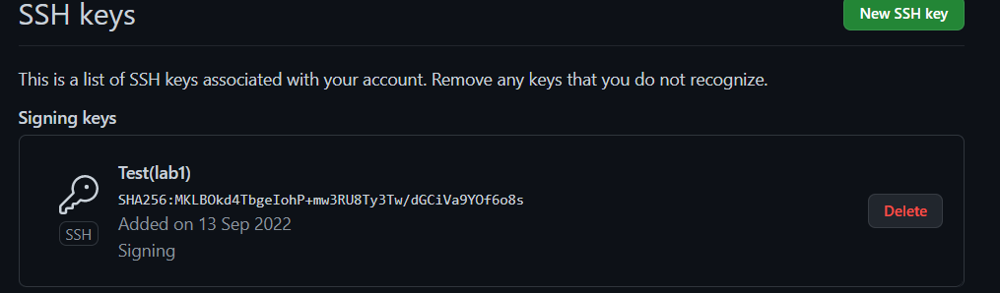 SSH keys
New SSH key
This is a list of SSH keys associated with your account. Remove any keys that you do not recognize.
Signing keys
Test(lab1)
SHA256:MKLBOkd4TbgeIohP+mw3RU8Ty3Tw/dGCiVa9YOf6o8s
Added on 13 Sep 2022
SSH
Signing
Delete